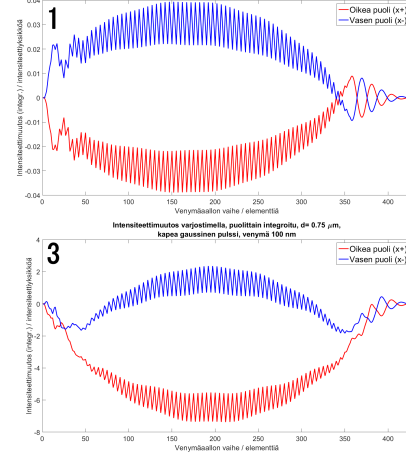 0.04
0.03
0.02
0.01
0
-0.01
-0.02
-0.03
-0.04
1
Oikea puoli (x+)
Vasen puoli (x-)
Intensiteettimuutos (integr.) / intensiteettiyksikköä
0 50 100 150 200 250 300 350 400
Venymäaallon vaihe / elementtiä
Intensiteettimuutos varjostimella, puolittain integroitu, d= 0.75 μm,
kapea gaussinen pulssi, venymä 100 nm
4
2
0
-2
-4
-6
-8
3
Oikea puoli (x+)
Vasen puoli (x-)
Intensiteettimuutos (integr.) / intensiteettiyksikköä
0 50 100 150 200 250 300 350 400
Venymäaallon vaihe / elementtiä